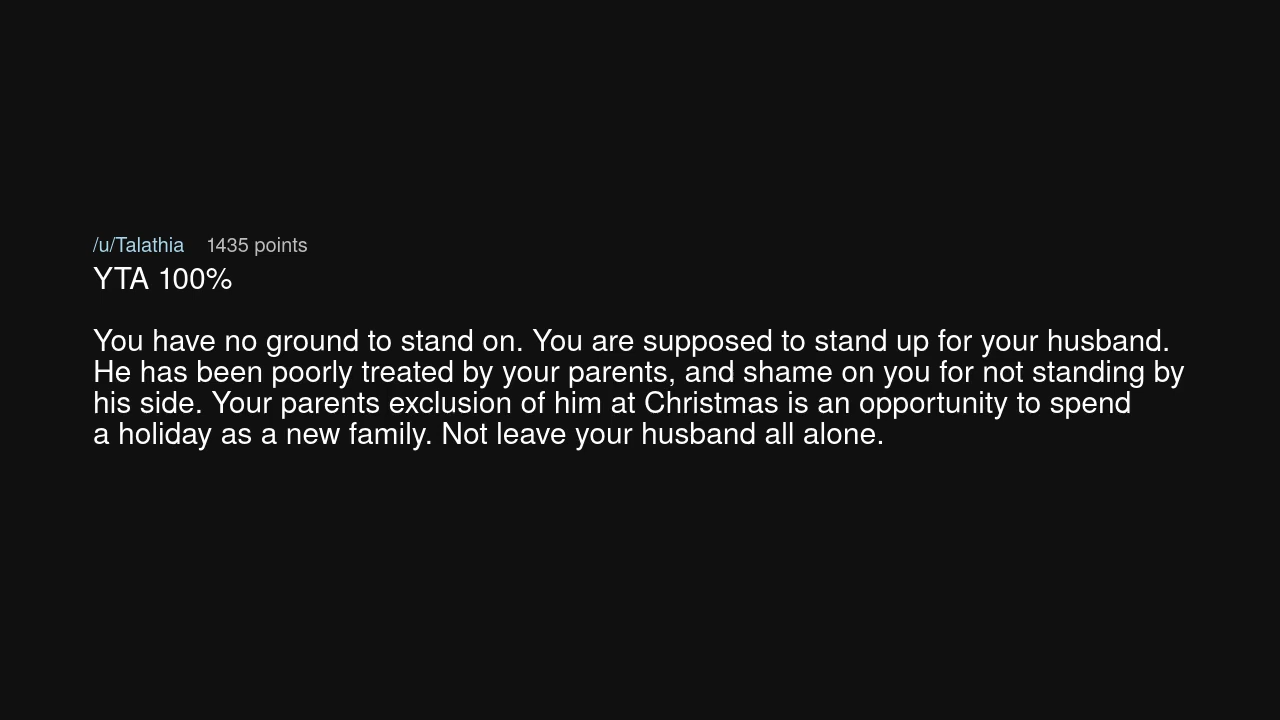 /u/Talathia 1435 points
YTA 100%
You have no ground to stand on. You are supposed to stand up for your husband.
He has been poorly treated by your parents, and shame on you for not standing by
his side. Your parents exclusion of him at Christmas is an opportunity to spend
a holiday as a new family. Not leave your husband all alone.